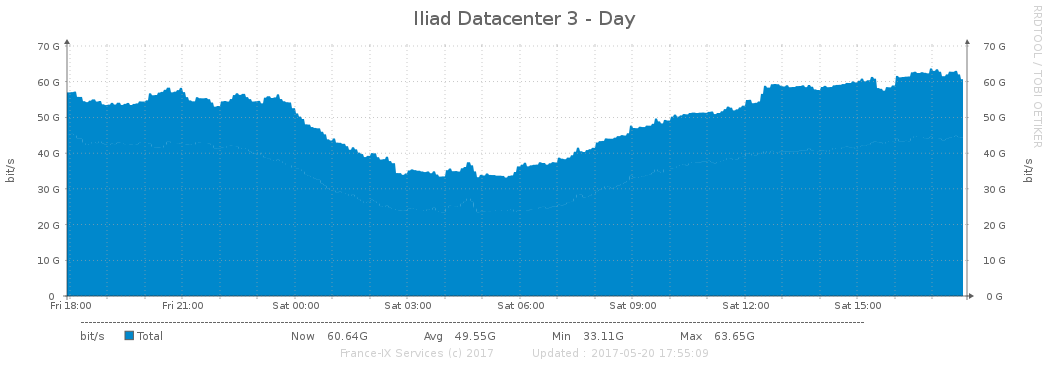 Iliad Datacenter 3 - Day
RRDTOOL / TOBI OETIKER
70 G 70 G
60 G 60 G
50 G 50 G
40 G 40 G
30 G 30 G
20 G 20 G
10 G 10 G
0 0 G
bit/s bit/s
Fri 18:00 Fri 21:00 Sat 00:00 Sat 03:00 Sat 06:00 Sat 09:00 Sat 12:00 Sat 15:00
bit/s Total Now 60.64G Avg 49.55G Min 33.11G Max 63.65G
France-IX Services (c) 2017 Updated : 2017-05-20 17:55:09